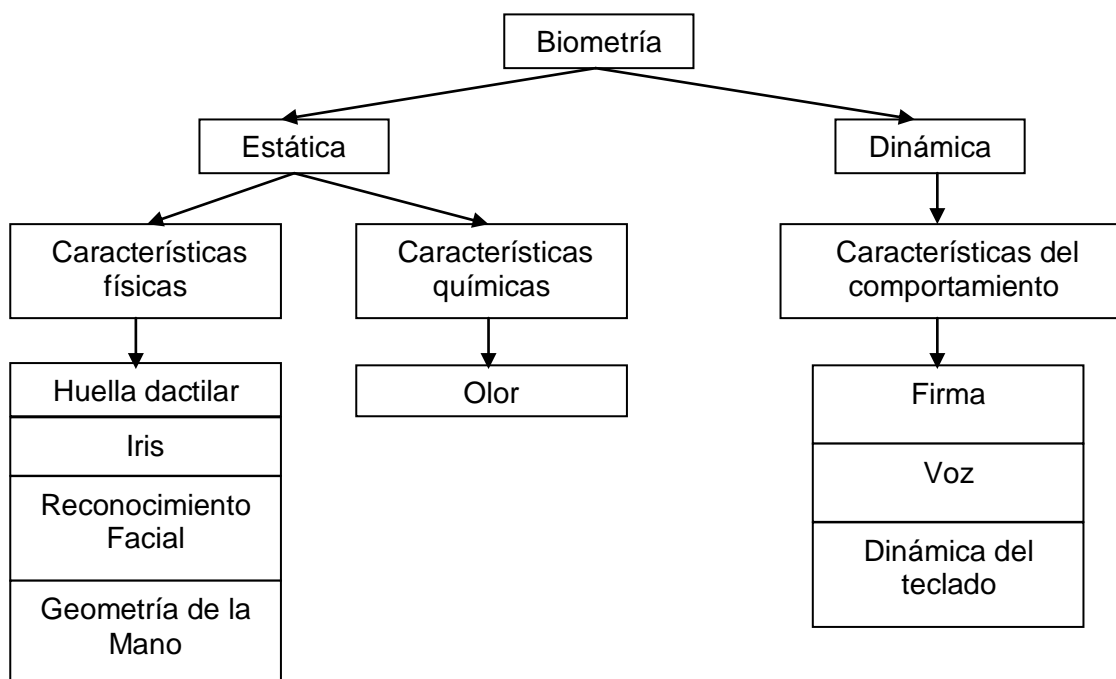 Biometría
Estática
Dinámica
Características
físicas
Características
químicas
Características del
comportamiento
Huella dactilar
Iris
Reconocimiento
Facial
Geometría de la
Mano
Olor
Firma
Voz
Dinámica del
teclado